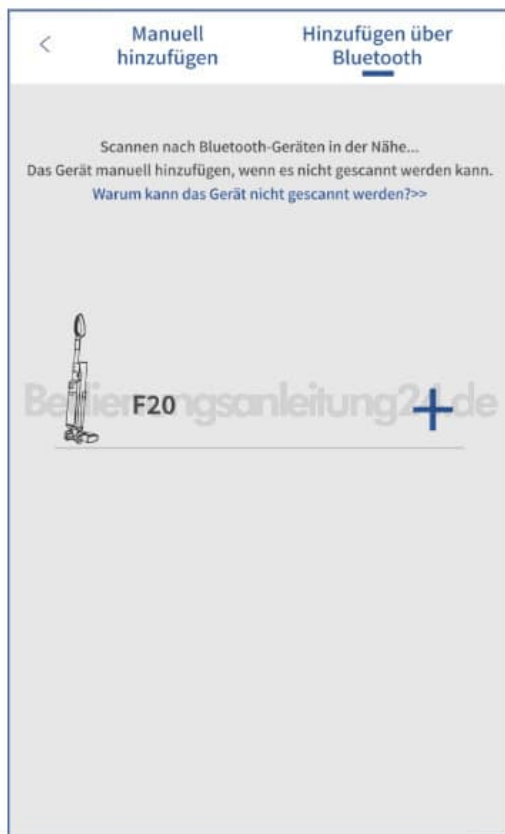 Manuell
hinzufügen
Hinzufügen über
Bluetooth
Scannen nach Bluetooth-Geräten in der Nähe...
Das Gerät manuell hinzufügen, wenn es nicht gescannt werden kann.
Warum kann das Gerät nicht gescannt werden?>>
Bedienungsanleitung24.de
F20